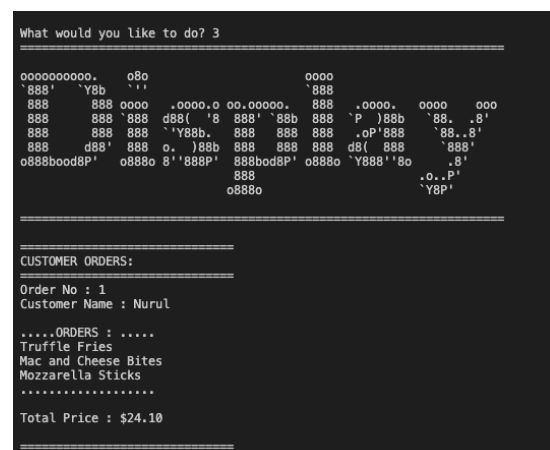 What would you like to do? 3
Display
CUSTOMER ORDERS:
Order No : 1
Customer Name : Nurul
.....ORDERS : .....
Truffle Fries
Mac and Cheese Bites
Mozzarella Sticks
...................
Total Price : $24.10